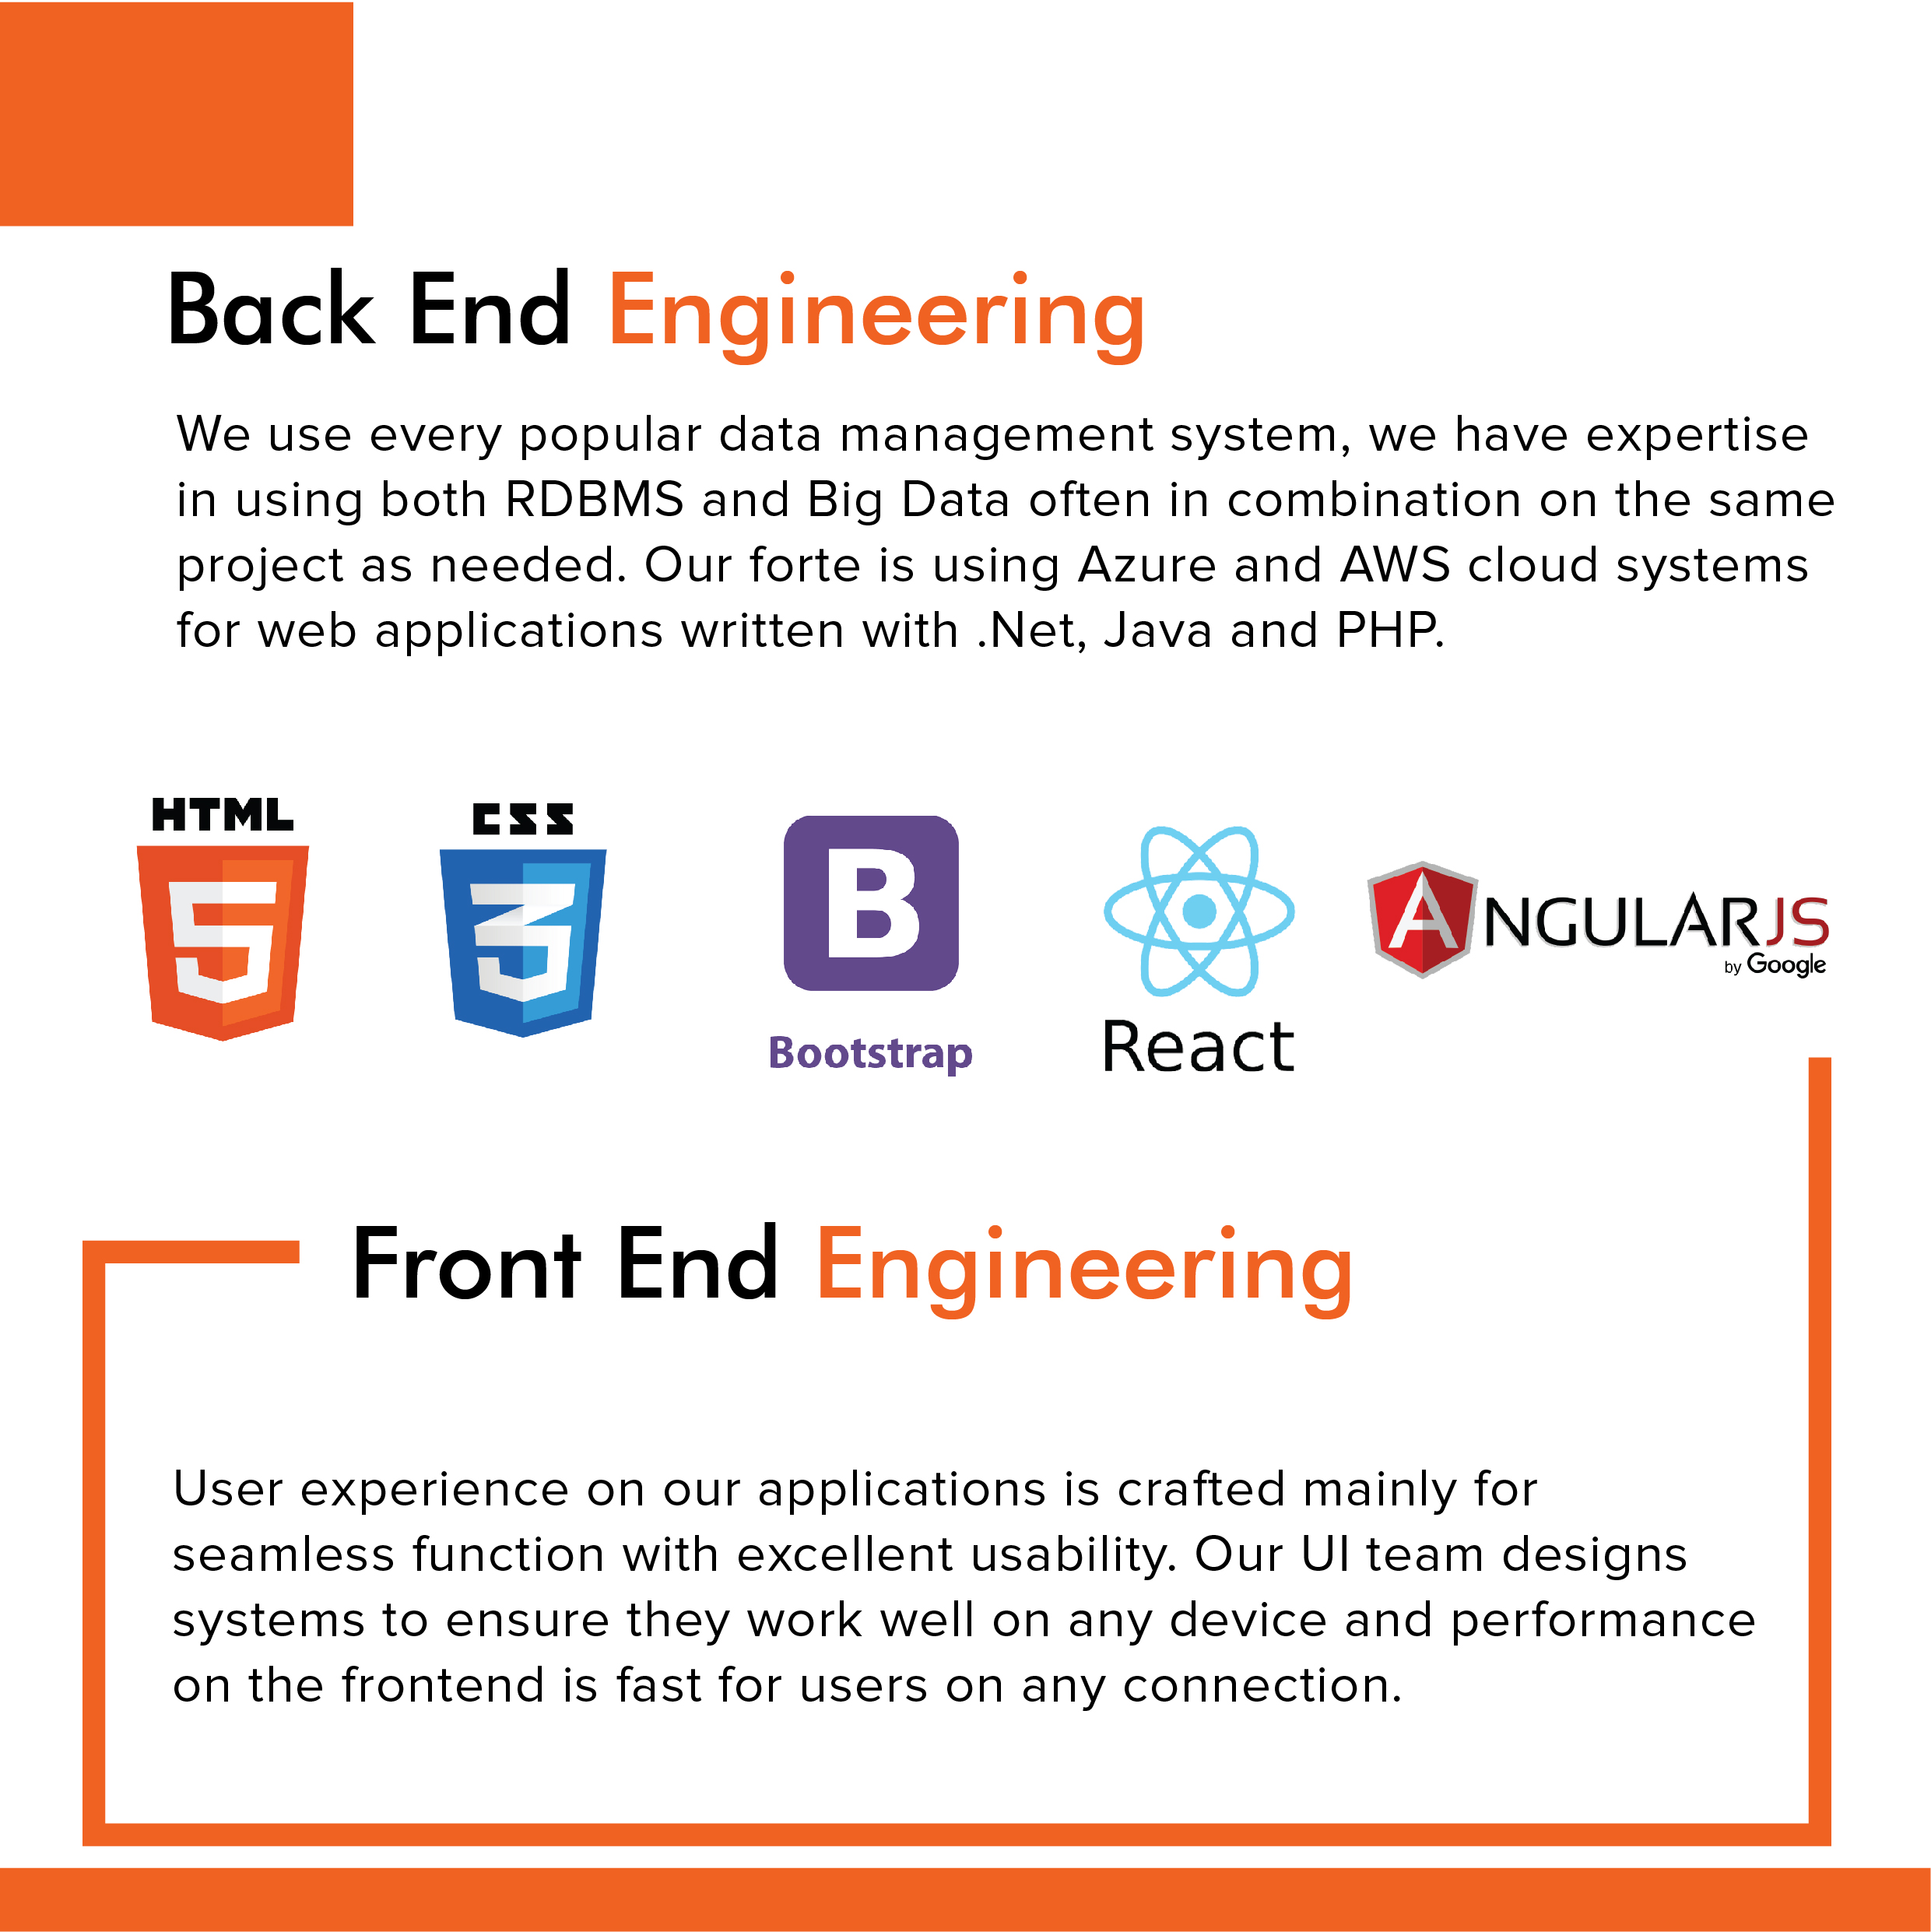 Back End Engineering
We use every popular data management system, we have expertise
in using both RDBMS and Big Data often in combination on the same
project as needed. Our forte is using Azure and AWS cloud systems
for web applications written with .Net, Java and PHP.
HTML
5
CSS
3
B
Bootstrap
React
ANGULARJS
by Google
Front End Engineering
User experience on our applications is crafted mainly for
seamless function with excellent usability. Our UI team designs
systems to ensure they work well on any device and performance
on the frontend is fast for users on any connection.